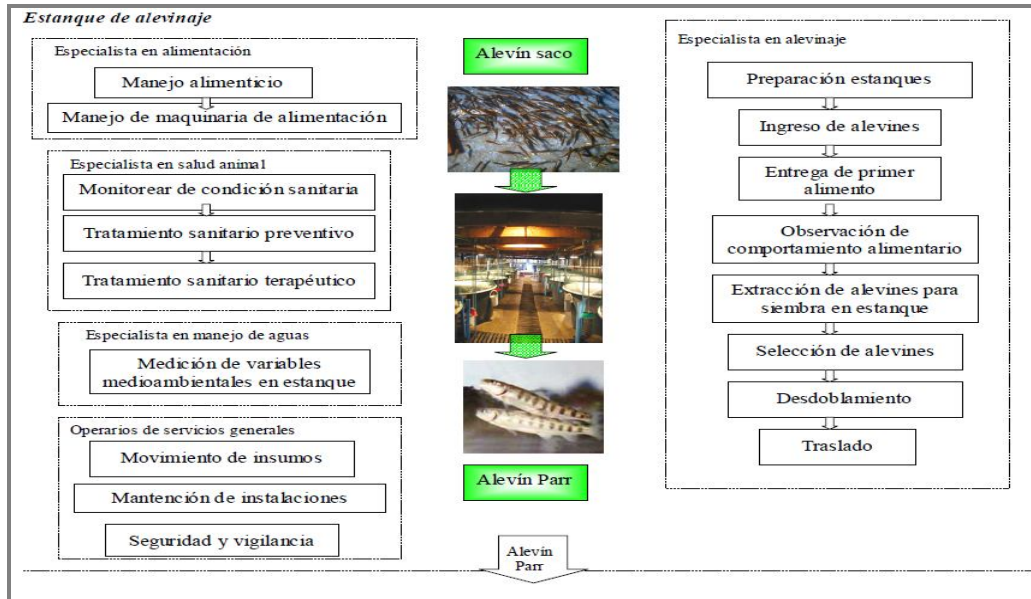 Estanque de alevinaje
Especialista en alimentación
Manejo alimenticio
Manejo de maquinaria de alimentación
Especialista en salud animal
Monitorear de condición sanitaria
Tratamiento sanitario preventivo
Tratamiento sanitario terapéutico
Especialista en manejo de aguas
Medición de variables
medioambientales en estanque
Operarios de servicios generales
Movimiento de insumos
Mantención de instalaciones
Seguridad y vigilancia
Alevín saco
Alevín Parr
Alevín
Parr
Especialista en alevinaje
Preparación estanques
Ingreso de alevines
Entrega de primer
alimento
Observación de
comportamiento alimentario
Extracción de alevines para
siembra en estanque
Selección de alevines
Desdoblamiento
Traslado